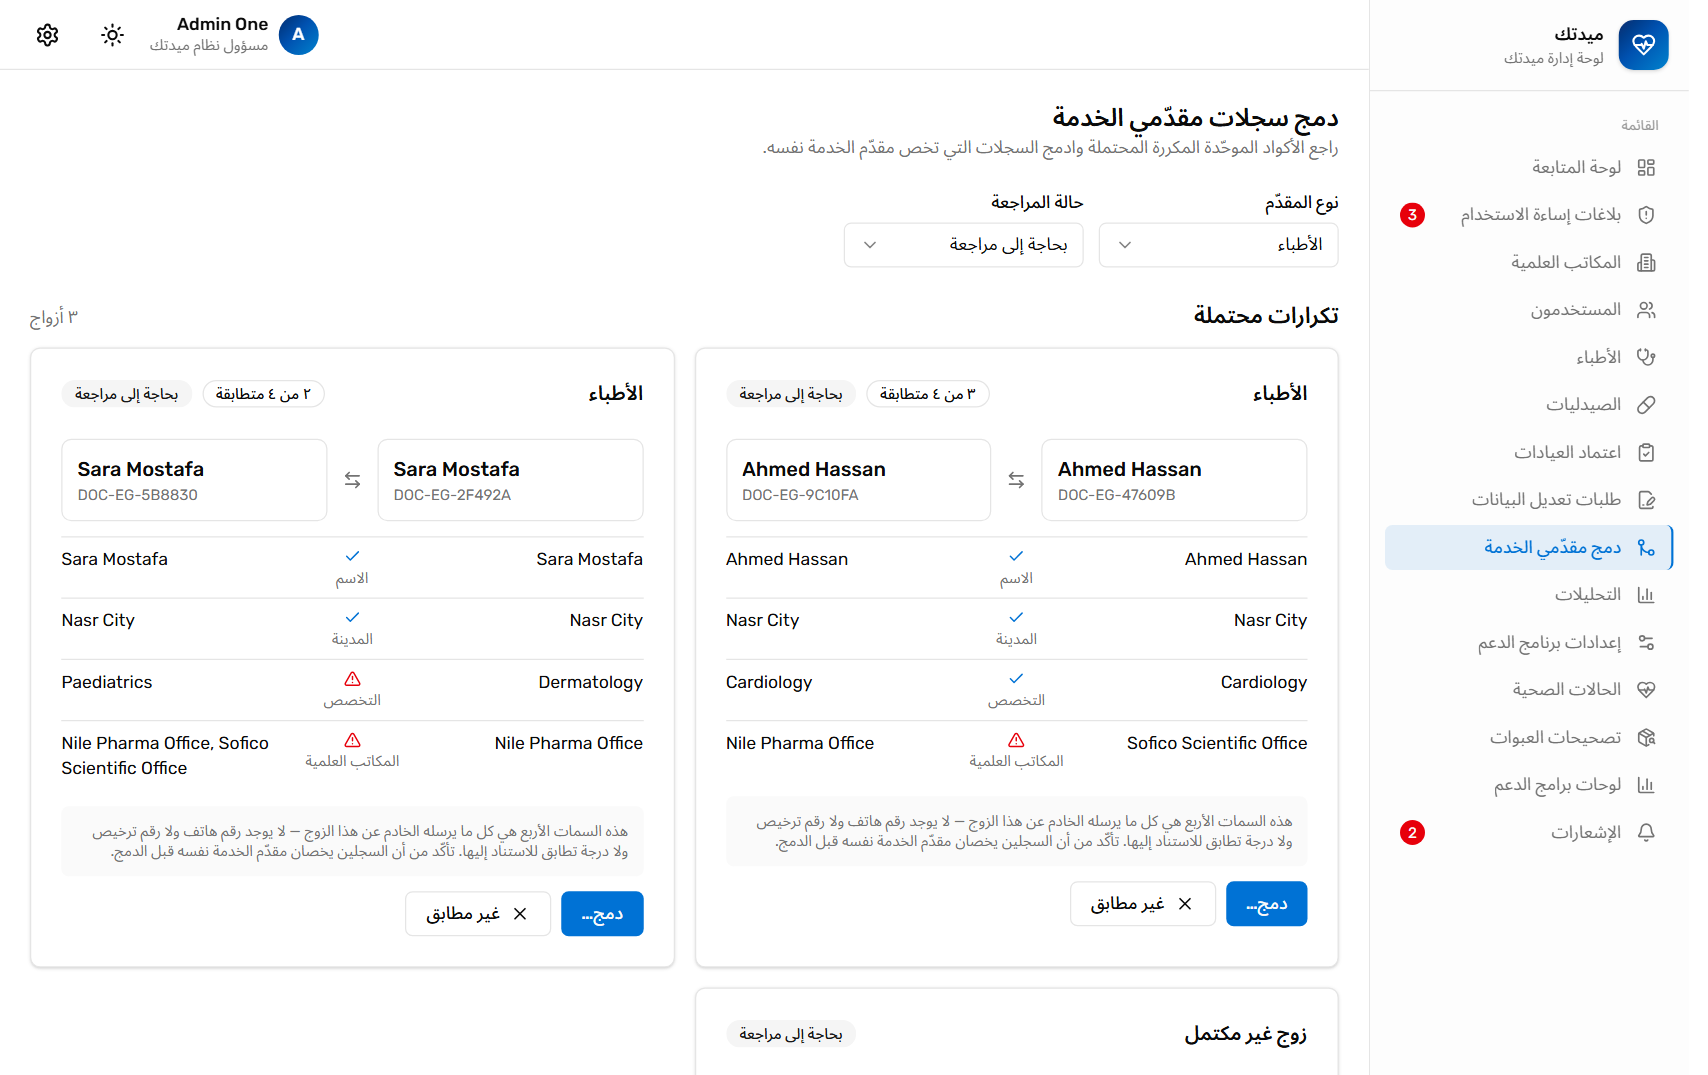 ميدتك
لوحة إدارة ميدتك
Admin One
مسؤول نظام ميدتك
A
القائمة
لوحة المتابعة
بلاغات إساءة الاستخدام
3
المكاتب العلمية
المستخدمون
الأطباء
الصيدليات
اعتماد العيادات
طلبات تعديل البيانات
دمج مقدّمي الخدمة
التحليلات
إعدادات برنامج الدعم
الحالات الصحية
تصحيحات العبوات
لوحات برامج الدعم
الإشعارات
2
دمج سجلات مقدّمي الخدمة
راجع الأكواد الموحّدة المكررة المحتملة وادمج السجلات التي تخص مقدّم الخدمة نفسه.
نوع المقدّم
الأطباء
حالة المراجعة
بحاجة إلى مراجعة
تكرارات محتملة
٣ أزواج
الأطباء
٣ من ٤ متطابقة
بحاجة إلى مراجعة
Ahmed Hassan
DOC-EG-47609B
Ahmed Hassan
DOC-EG-9C10FA
Ahmed Hassan
الاسم
Ahmed Hassan
Nasr City
المدينة
Nasr City
Cardiology
التخصص
Cardiology
Sofico Scientific Office
المكاتب العلمية
Nile Pharma Office
هذه السمات الأربع هي كل ما يرسله الخادم عن هذا الزوج — لا يوجد رقم هاتف ولا رقم ترخيص
ولا درجة تطابق للاستناد إليها. تأكّد من أن السجلين يخصان مقدّم الخدمة نفسه قبل الدمج.
دمج...
غير مطابق
الأطباء
٢ من ٤ متطابقة
بحاجة إلى مراجعة
Sara Mostafa
DOC-EG-2F492A
Sara Mostafa
DOC-EG-5B8830
Sara Mostafa
الاسم
Sara Mostafa
Nasr City
المدينة
Nasr City
Dermatology
التخصص
Paediatrics
Nile Pharma Office
المكاتب العلمية
Nile Pharma Office, Sofico
Scientific Office
هذه السمات الأربع هي كل ما يرسله الخادم عن هذا الزوج — لا يوجد رقم هاتف ولا رقم ترخيص
ولا درجة تطابق للاستناد إليها. تأكّد من أن السجلين يخصان مقدّم الخدمة نفسه قبل الدمج.
دمج...
غير مطابق
زوج غير مكتمل
بحاجة إلى مراجعة